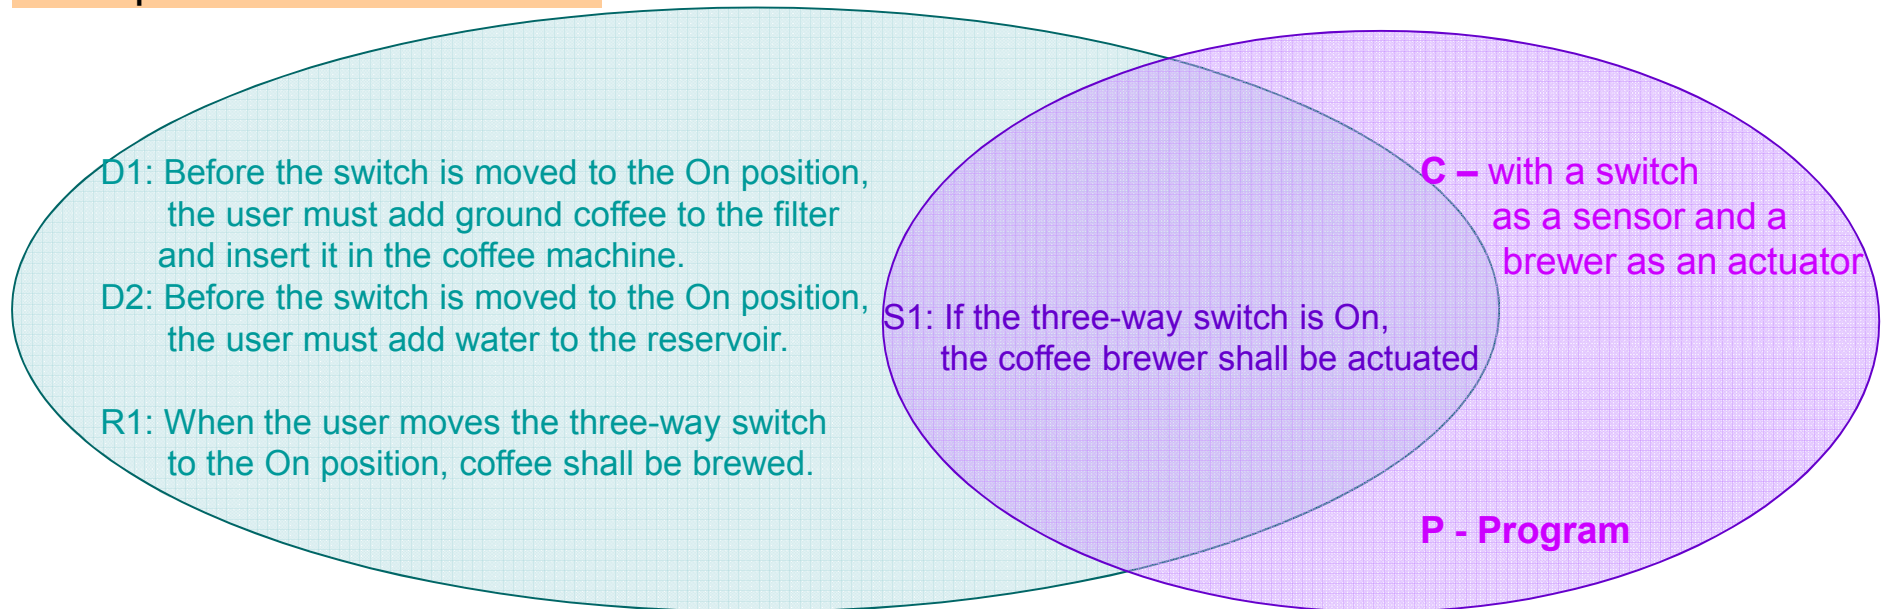 D1: Before the switch is moved to the On position,
the user must add ground coffee to the filter
and insert it in the coffee machine.
D2: Before the switch is moved to the On position,
the user must add water to the reservoir.
R1: When the user moves the three-way switch
to the On position, coffee shall be brewed.
S1: If the three-way switch is On,
the coffee brewer shall be actuated
C – with a switch
as a sensor and a
brewer as an actuator
P - Program